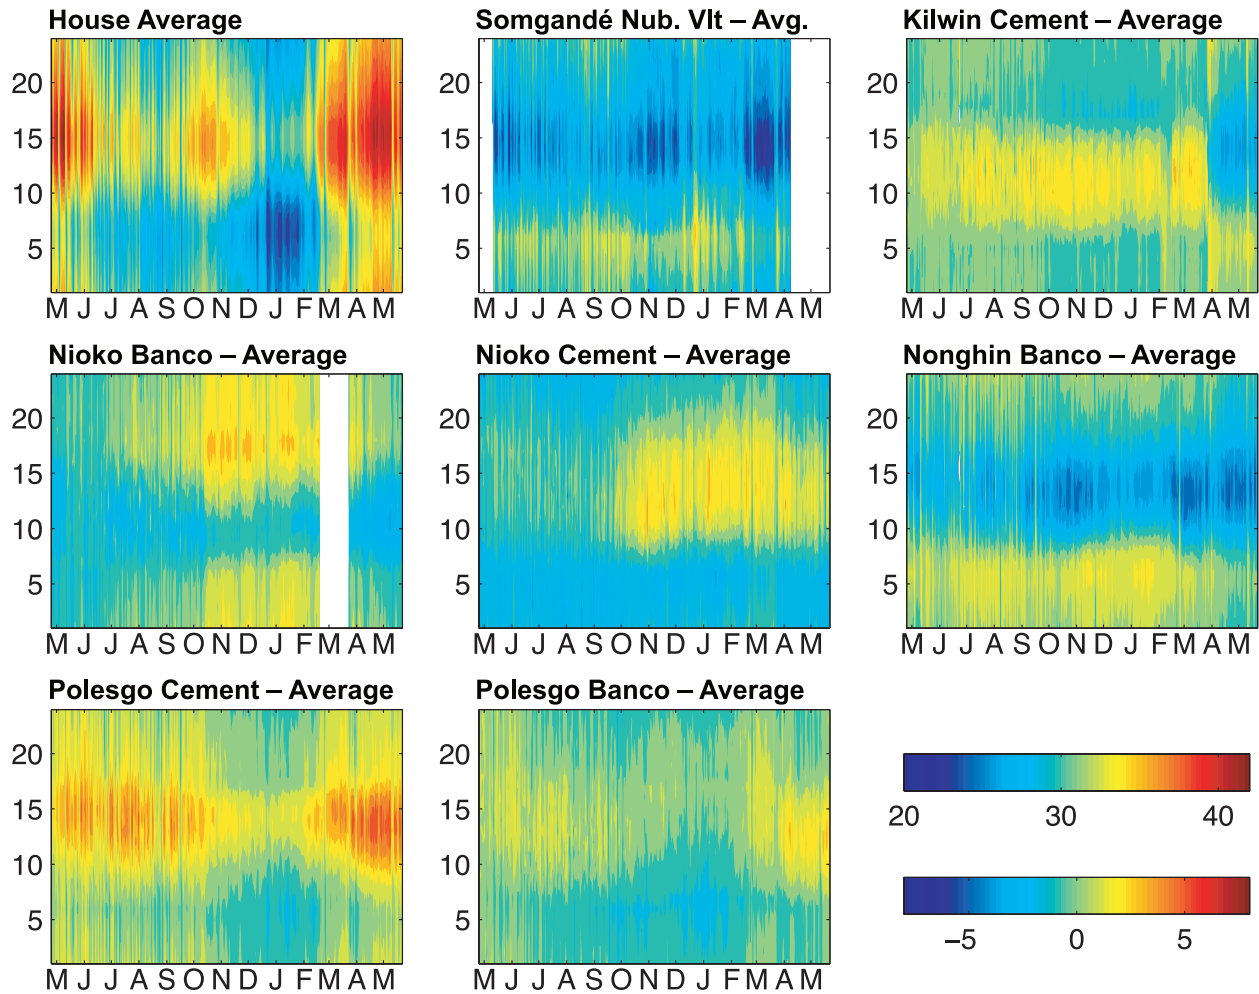 House Average
Somgandé Nub. Vlt – Avg.
Kilwin Cement – Average
20
15
10
5
M J J A S O N D J F M A M
20
15
10
5
M J J A S O N D J F M A M
20
15
10
5
M J J A S O N D J F M A M
Nioko Banco – Average
Nioko Cement – Average
Nonghin Banco – Average
20
15
10
5
M J J A S O N D J F M A M
20
15
10
5
M J J A S O N D J F M A M
20
15
10
5
M J J A S O N D J F M A M
Polesgo Cement – Average
Polesgo Banco – Average
20
15
10
5
M J J A S O N D J F M A M
20
15
10
5
M J J A S O N D J F M A M
20 30 40
−5 0 5